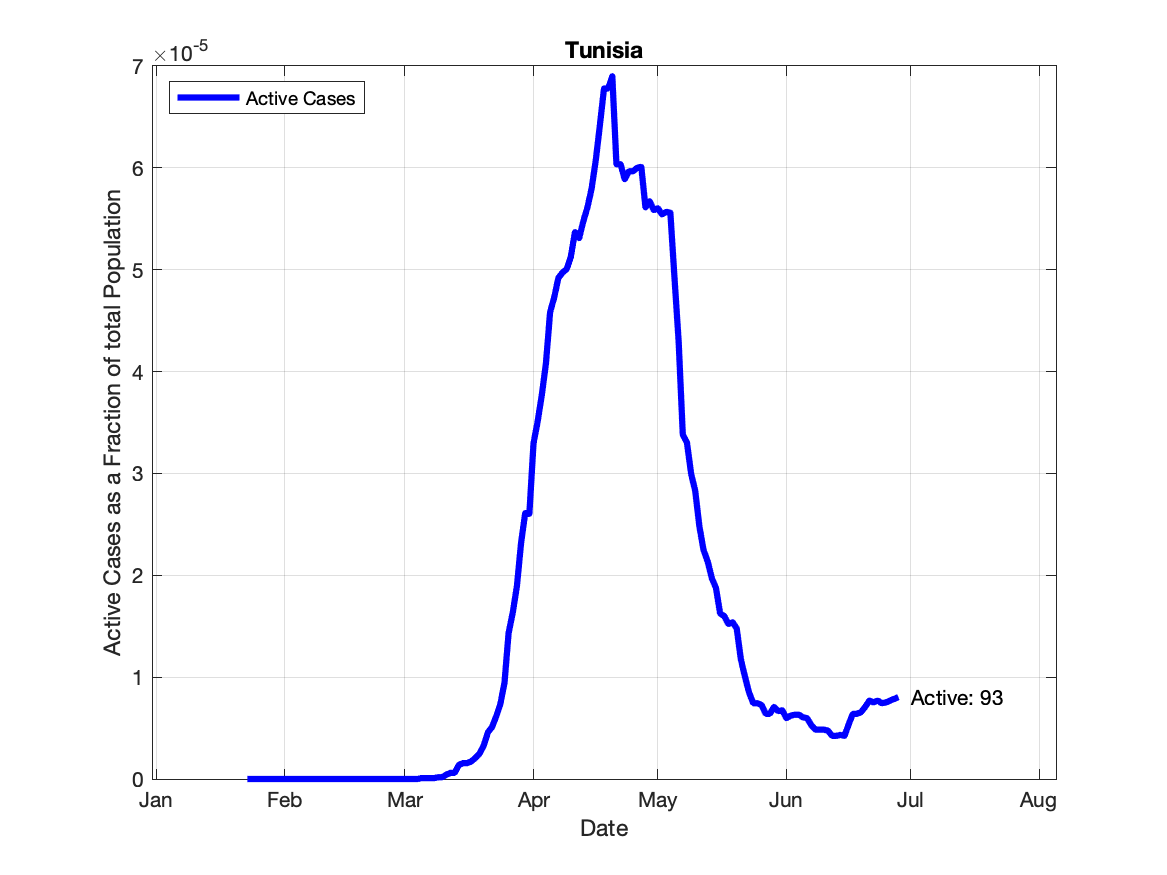 Tunisia
×10-5
Active Cases
7
6
5
4
3
2
1
0
Active Cases as a Fraction of total Population
Active: 93
Jan Feb Mar Apr May Jun Jul Aug
Date